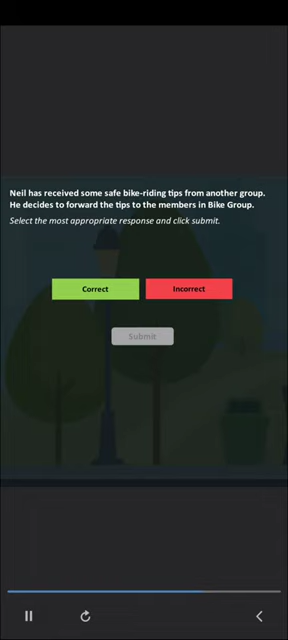 Neil has received some safe bike-riding tips from another group.
He decides to forward the tips to the members in Bike Group.
Select the most appropriate response and click submit.
Correct
Incorrect
Submit